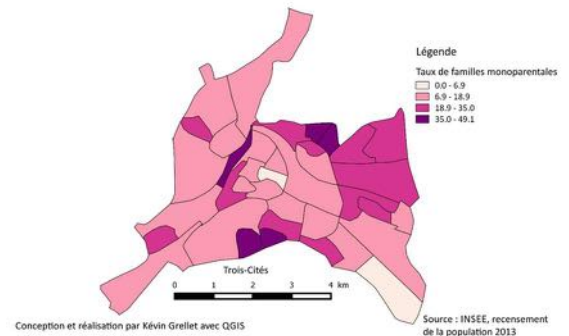 Légende
Taux de familles monoparentales
0.0 - 6.9
6.9 - 18.9
18.9 - 35.0
35.0 - 49.1
Trois-Cités
0 1 2 3 4 km
Conception et réalisation par Kévin Grellet avec QGIS
Source : INSEE, recensement
de la population 2013